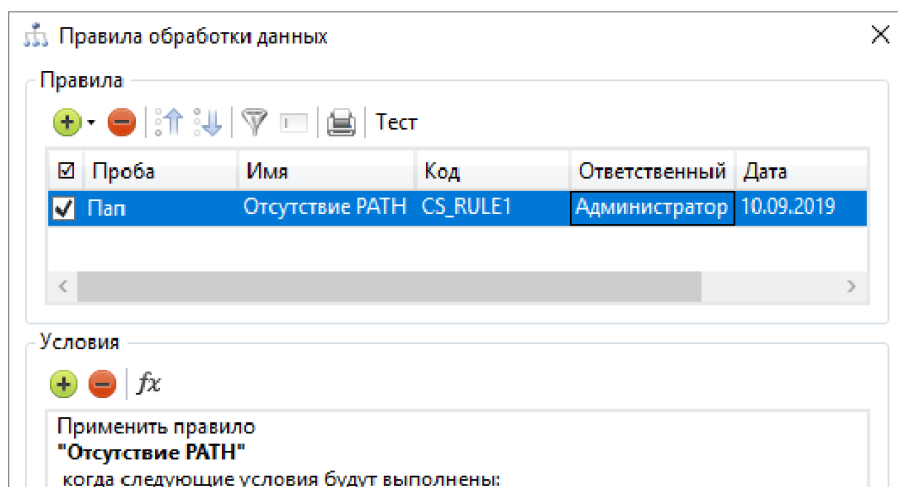 Правила обработки данных
Правила
Тест
Проба Имя Код Ответственный Дата
Пап Отсутствие PATH CS_RULE1 Администратор 10.09.2019
Условия
fx
Применить правило
"Отсутствие PATH"
когда следующие условия будут выполнены: